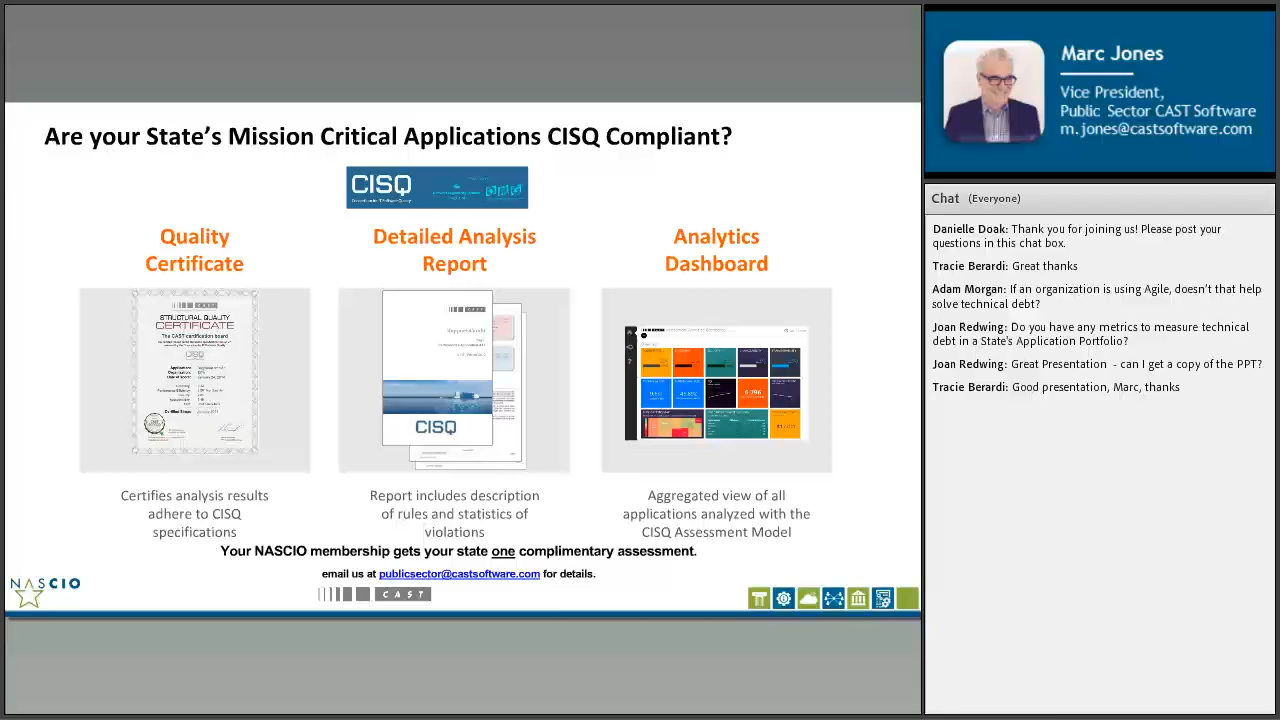 Are your State's Mission Critical Applications CISQ Compliant?
CISQ
Quality
Certificate
Detailed Analysis
Report
Analytics
Dashboard
STRUCTURAL QUALITY
CERTIFICATE
The CAST certification board
CISQ
Certifies analysis results
adhere to CISQ
specifications
Report includes description
of rules and statistics of
violations
Aggregated view of all
applications analyzed with the
CISQ Assessment Model
Your NASCIO membership gets your state one complimentary assessment.
email us at publicsector@castsoftware.com for details.
NASCIO
CAST
Marc Jones
Vice President,
Public Sector CAST Software
m.jones@castsoftware.com
Chat (Everyone)
Danielle Doak: Thank you for joining us! Please post your
questions in this chat box.
Tracie Berardi: Great thanks
Adam Morgan: If an organization is using Agile, doesn't that help
solve technical debt?
Joan Redwing: Do you have any metrics to measure technical
debt in a State's Application Portfolio?
Joan Redwing: Great Presentation - can I get a copy of the PPT?
Tracie Berardi: Good presentation, Marc, thanks